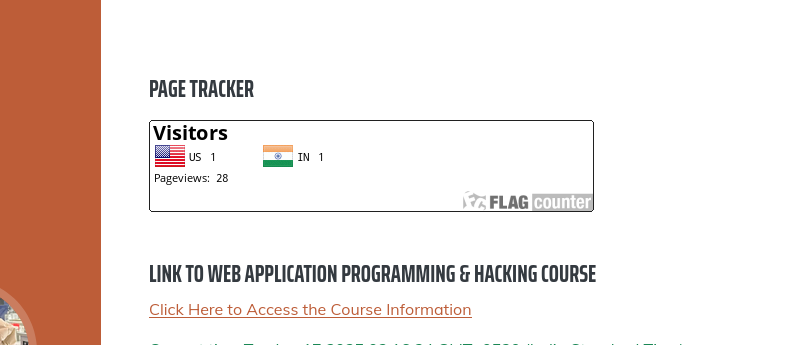 PAGE TRACKER
Visitors
US 1 IN 1
Pageviews: 28
FLAG counter
LINK TO WEB APPLICATION PROGRAMMING & HACKING COURSE
Click Here to Access the Course Information